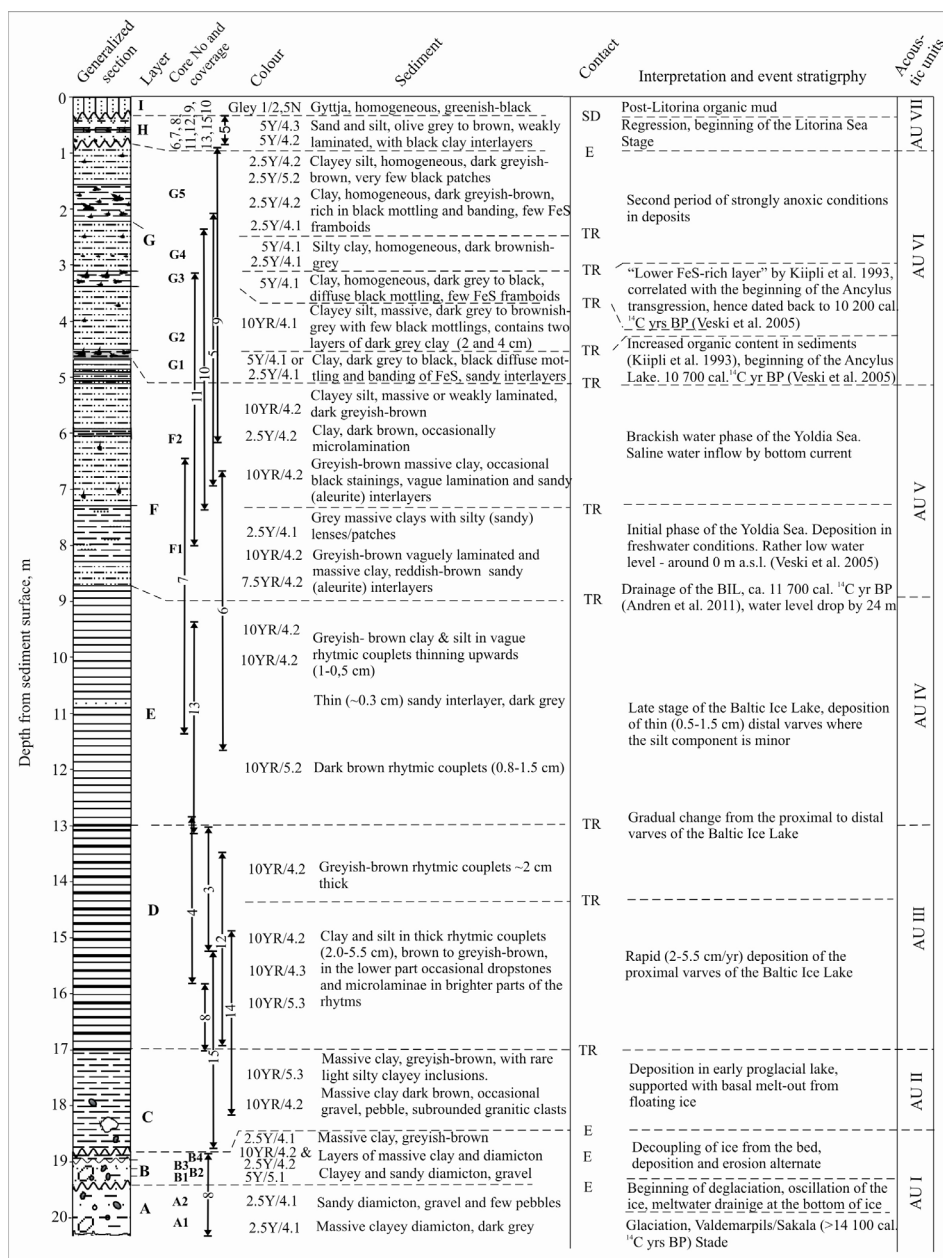 Generalized section
Layer
Core No and coverage
Colour
Sediment
Contact
Interpretation and event stratigrphy
Acous-
tic units
Depth from sediment surface, m
0
1
2
3
4
5
6
7
8
9
10
11
12
13
14
15
16
17
18
19
20
I
H
G5
G
G4
G3
G2
G1
F2
F
F1
E
D
C
B4
B3
B
B1
B2
A2
A
A1
6,7, 8,
11,12, 9,
13,15, 10
5
9
5
10
11
7
6
13
3
4
12
14
8
15
8
Gley 1/2,5N Gyttja, homogeneous, greenish-black
5Y/4.3 Sand and silt, olive grey to brown, weakly
5Y/4.2 laminated, with black clay interlayers
2.5Y/4.2 Clayey silt, homogeneous, dark greyish-
2.5Y/5.2 brown, very few black patches
Clay, homogeneous, dark greyish-brown,
2.5Y/4.2 rich in black mottling and banding, few FeS
2.5Y/4.1 framboids
5Y/4.1 Silty clay, homogeneous, dark brownish-
2.5Y/4.1 grey
5Y/4.1 Clay, homogeneous, dark grey to black,
diffuse black mottling, few FeS framboids
Clayey silt, massive, dark grey to brownish-
10YR/4.1 grey with few black mottlings, contains two
layers of dark grey clay (2 and 4 cm)
5Y/4.1 or Clay, dark grey to black, black diffuse mot-
2.5Y/4.1 tling and banding of FeS, sandy interlayers
Clayey silt, massive or weakly laminated,
10YR/4.2 dark greyish-brown
2.5Y/4.2 Clay, dark brown, occasionally
microlamination
Greyish-brown massive clay, occasional
10YR/4.2 black stainings, vague lamination and sandy
(aleurite) interlayers
Grey massive clays with silty (sandy)
2.5Y/4.1 lenses/patches
10YR/4.2 Greyish-brown vaguely laminated and
massive clay, reddish-brown sandy
7.5YR/4.2 (aleurite) interlayers
10YR/4.2 Greyish- brown clay & silt in vague
10YR/4.2 rhytmic couplets thinning upwards
(1-0,5 cm)
Thin (~0.3 cm) sandy interlayer, dark grey
10YR/5.2 Dark brown rhytmic couplets (0.8-1.5 cm)
10YR/4.2 Greyish-brown rhytmic couplets ~2 cm
thick
10YR/4.2 Clay and silt in thick rhytmic couplets
(2.0-5.5 cm), brown to greyish-brown,
10YR/4.3 in the lower part occasional dropstones
and microlaminae in brighter parts of the
10YR/5.3 rhytms
Massive clay, greyish-brown, with rare
10YR/5.3 light silty clayey inclusions.
Massive clay dark brown, occasional
10YR/4.2 gravel, pebble, subrounded granitic clasts
2.5Y/4.1 Massive clay, greyish-brown
10YR/4.2 & Layers of massive clay and diamicton
2.5Y/4.2
5Y/5.1 Clayey and sandy diamicton, gravel
2.5Y/4.1 Sandy diamicton, gravel and few pebbles
2.5Y/4.1 Massive clayey diamicton, dark grey
SD
E
TR
TR
TR
TR
TR
TR
TR
TR
TR
TR
E
E
E
Post-Litorina organic mud
Regression, beginning of the Litorina Sea
Stage
Second period of strongly anoxic conditions
in deposits
“Lower FeS-rich layer” by Kiipli et al. 1993,
correlated with the beginning of the Ancylus
transgression, hence dated back to 10 200 cal.
¹⁴C yrs BP (Veski et al. 2005)
Increased organic content in sediments
(Kiipli et al. 1993), beginning of the Ancylus
Lake. 10 700 cal.¹⁴C yr BP (Veski et al. 2005)
Brackish water phase of the Yoldia Sea.
Saline water inflow by bottom current
Initial phase of the Yoldia Sea. Deposition in
freshwater conditions. Rather low water
level - around 0 m a.s.l. (Veski et al. 2005)
Drainage of the BIL, ca. 11 700 cal. ¹⁴C yr BP
(Andren et al. 2011), water level drop by 24 m
Late stage of the Baltic Ice Lake, deposition
of thin (0.5-1.5 cm) distal varves where
the silt component is minor
Gradual change from the proximal to distal
varves of the Baltic Ice Lake
Rapid (2-5.5 cm/yr) deposition of the
proximal varves of the Baltic Ice Lake
Deposition in early proglacial lake,
supported with basal melt-out from
floating ice
Decoupling of ice from the bed,
deposition and erosion alternate
Beginning of deglaciation, oscillation of the
ice, meltwater drainige at the bottom of ice
Glaciation, Valdemarpils/Sakala (>14 100 cal.
¹⁴C yrs BP) Stade
AU VII
AU VI
AU V
AU IV
AU III
AU II
AU I